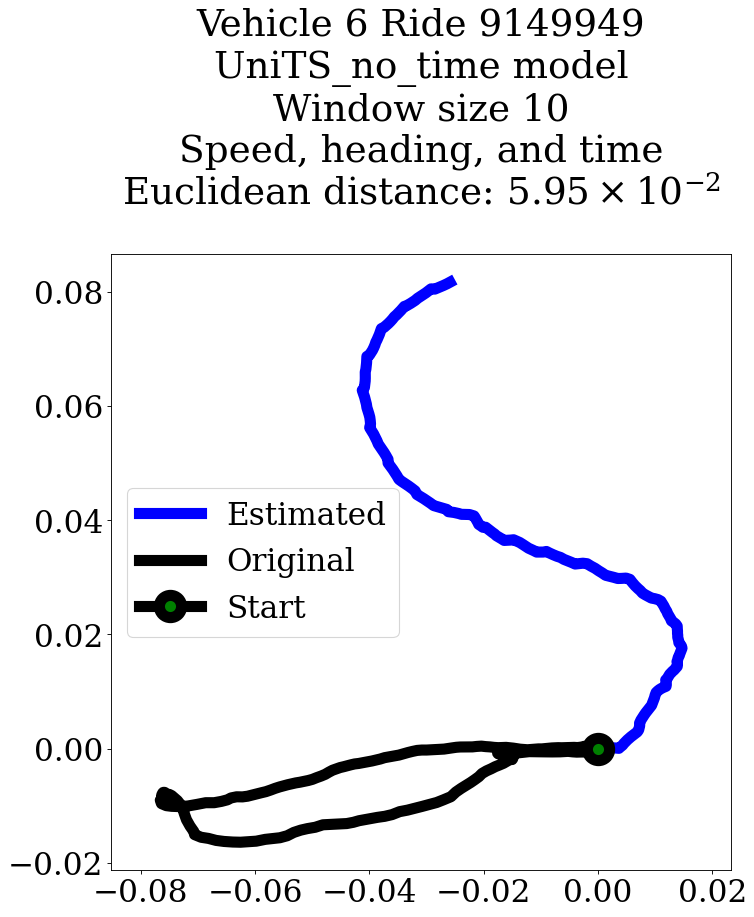 Vehicle 6 Ride 9149949
UniTS_no_time model
Window size 10
Speed, heading, and time
Euclidean distance: 5.95 × 10⁻²
0.08
0.06
0.04
0.02
0.00
−0.02
Estimated
Original
Start
−0.08 −0.06 −0.04 −0.02 0.00 0.02